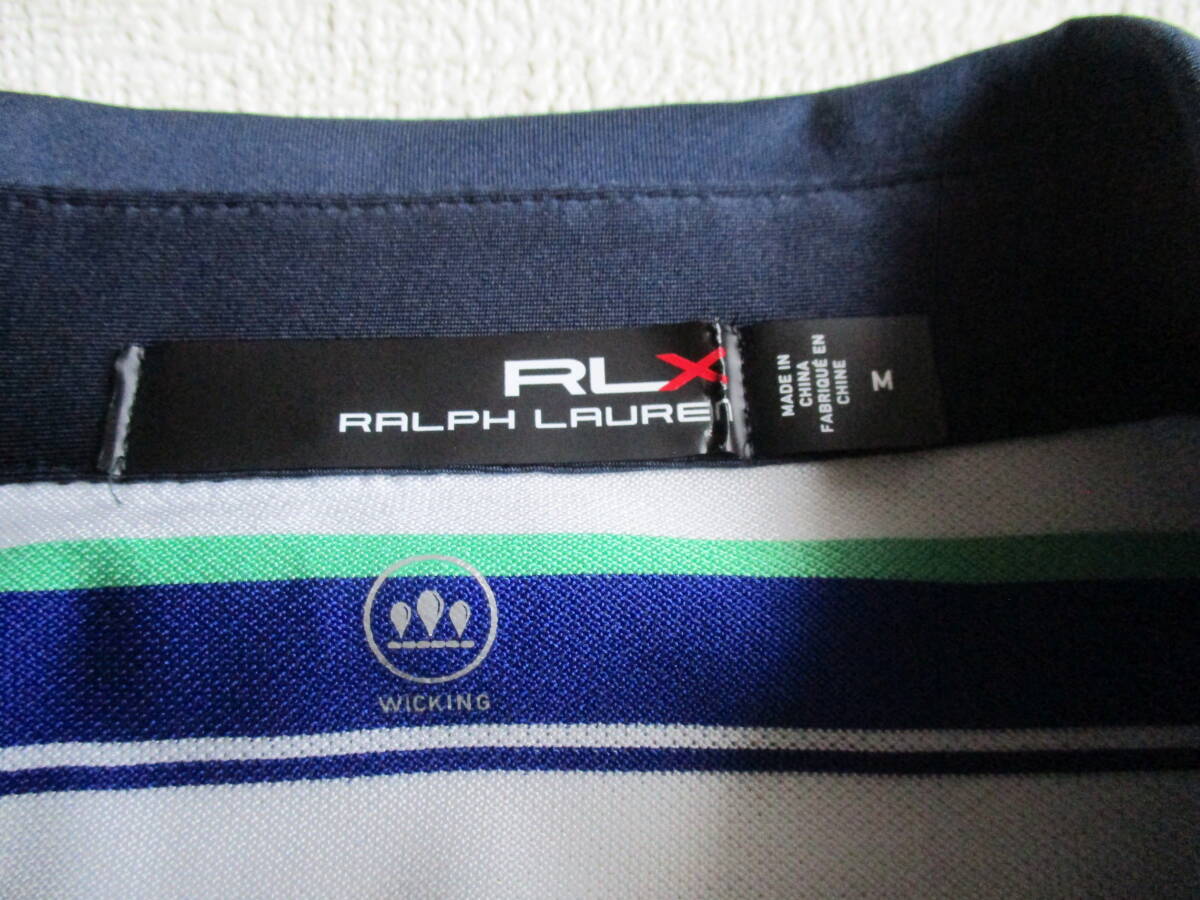 RLX
RALPH LAUREN
MADE IN
CHINA
FABRIQUÉ EN
CHINE
M
WICKING